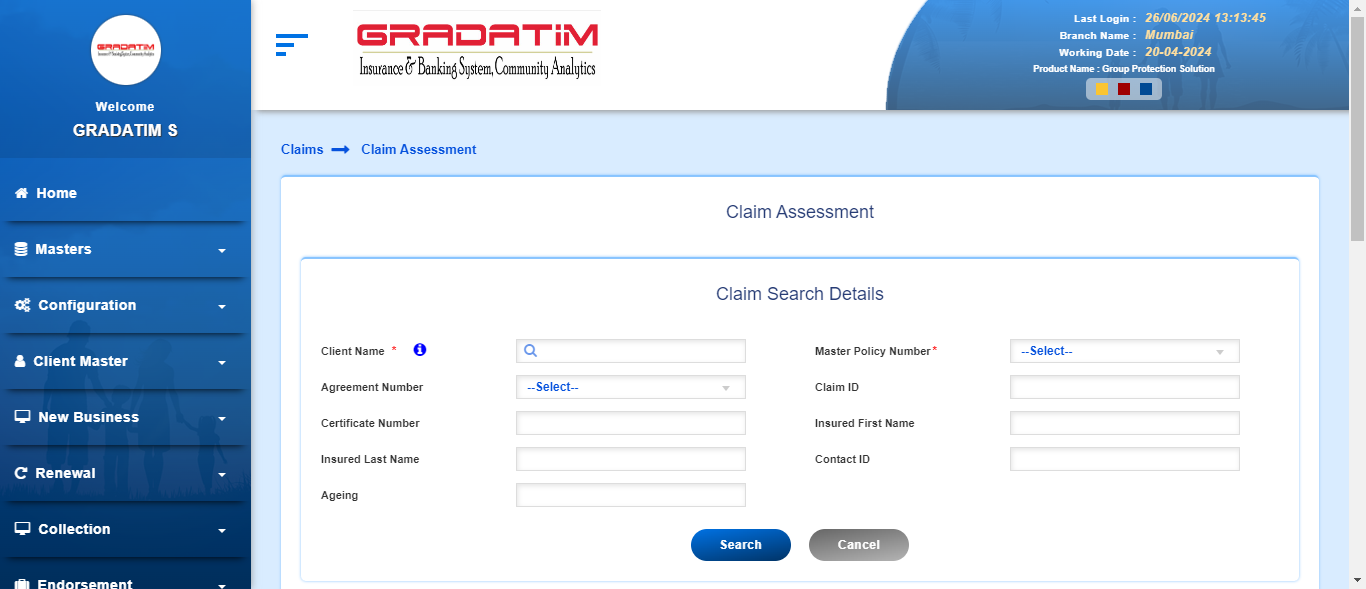 GRADATIM
Insurance & Banking System, Community Analytics
Welcome
GRADATIM S
Home
Masters
Configuration
Client Master
New Business
Renewal
Collection
Endorsement
GRADATIM
Insurance & Banking System, Community Analytics
Last Login : 26/06/2024 13:13:45
Branch Name : Mumbai
Working Date : 20-04-2024
Product Name : Group Protection Solution
Claims Claim Assessment
Claim Assessment
Claim Search Details
Client Name * Master Policy Number* --Select--
Agreement Number --Select-- Claim ID
Certificate Number Insured First Name
Insured Last Name Contact ID
Ageing
Search Cancel